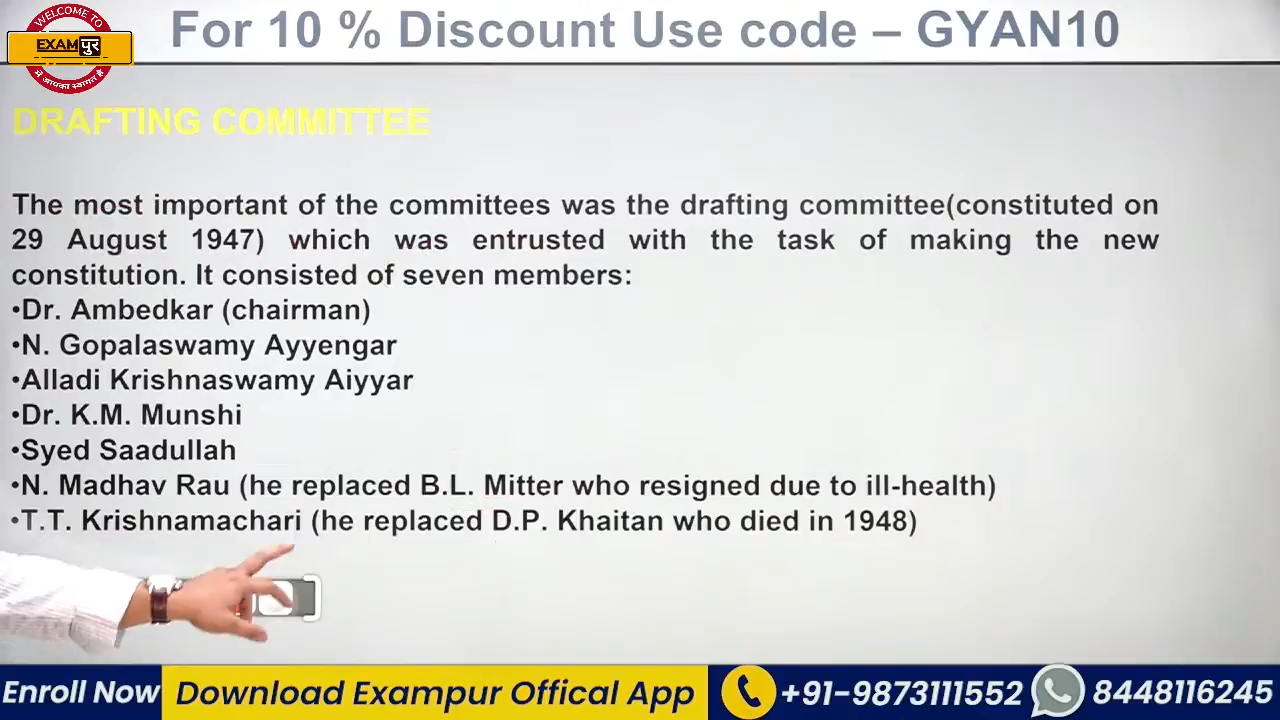 For 10 % Discount Use code – GYAN10
WELCOME TO
EXAMपुर
में आपका स्वागत है
DRAFTING COMMITTEE
The most important of the committees was the drafting committee(constituted on
29 August 1947) which was entrusted with the task of making the new
constitution. It consisted of seven members:
•Dr. Ambedkar (chairman)
•N. Gopalaswamy Ayyengar
•Alladi Krishnaswamy Aiyyar
•Dr. K.M. Munshi
•Syed Saadullah
•N. Madhav Rau (he replaced B.L. Mitter who resigned due to ill-health)
•T.T. Krishnamachari (he replaced D.P. Khaitan who died in 1948)
Enroll Now Download Exampur Offical App +91-9873111552 8448116245